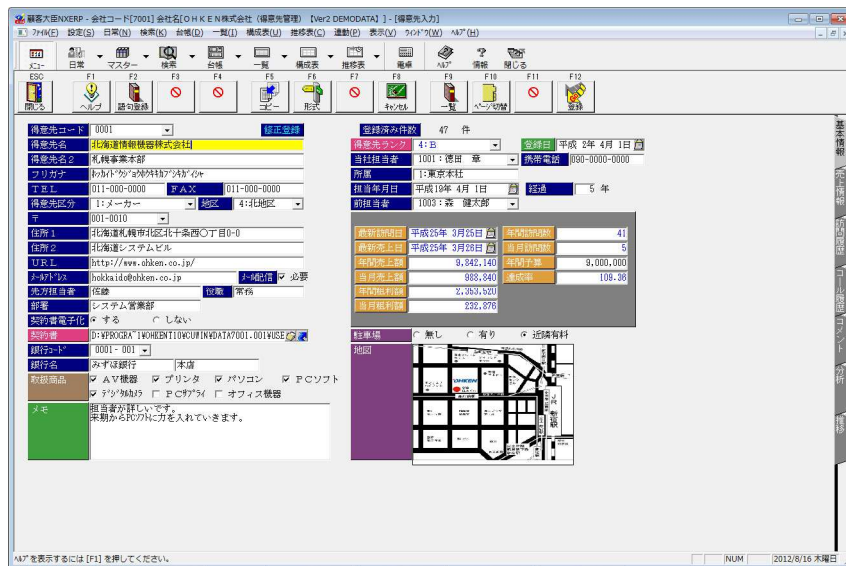 顧客大臣NXERP - 会社コード[7001] 会社名[ＯＨＫＥＮ株式会社（得意先管理）【Ver2 DEMODATA】] - [得意先入力]
ﾌｧｲﾙ(F) 設定(S) 日常(N) 検索(K) 台帳(D) 一覧(I) 構成表(U) 推移表(C) 連動(P) 表示(V) ｳｨﾝﾄﾞｳ(W) ﾍﾙﾌﾟ(H)
ﾒﾆｭｰ 日常 マスター 検索 台帳 一覧 構成表 推移表 電卓 ﾍﾙﾌﾟ 情報 閉じる
ESC F1 F2 F3 F4 F5 F6 F7 F8 F9 F10 F11 F12
閉じる ヘルプ 語句登録 コピー 形式 ｷｬﾝｾﾙ 一覧 ﾍﾟｰｼﾞ切替 登録
得意先コード 0001 修正登録 登録済み件数 47 件
得意先名 北海道情報機器株式会社 得意先ランク 4:B 登録日 平成 2年 4月 1日
得意先名２ 札幌事業本部 当社担当者 1001:徳田 章 携帯電話 090-0000-0000
フリガナ 所属 1:東京本社
ＴＥＬ 011-000-0000 ＦＡＸ 011-000-0000 担当年月日 平成19年 4月 1日 経過 5 年
得意先区分 1:メーカー 地区 4:北地区 前担当者 1003:森 健太郎
〒 001-0010
住所１ 北海道札幌市北区北十条西〇丁目0-0 最新訪問日 平成25年 3月25日 年間訪問数 41
住所２ 北海道システムビル 最新売上日 平成25年 3月28日 当月訪問数 5
ＵＲＬ http://www.ohken.co.jp/ 年間売上額 9,842,140 年間予算 9,000,000
ﾒｰﾙｱﾄﾞﾚｽ hokkaido@ohken.co.jp ﾒｰﾙ配信 必要 当月売上額 988,840 達成率 109.36
先方担当者 佐藤 役職 常務 年間粗利額 2,353,520
部署 システム営業部 当月粗利額 232,876
契約書電子化 する しない
契約書 D:¥PROGRA~1¥OHKENT10¥CUWIN¥DATA7001.001¥USE 駐車場 無し 有り 近隣有料
銀行ｺｰﾄﾞ 0001 - 001 地図
銀行名 みずほ銀行 本店
取扱商品 ＡＶ機器 プリンタ パソコン ＰＣソフト
ﾃﾞｼﾞﾀﾙｶﾒﾗ ＰＣｻﾌﾟﾗｲ オフィス機器
メモ 担当者が詳しいです。
来期からPCｿﾌﾄに力を入れていきます。
OHKEN
基本情報
売上情報
訪問履歴
コール履歴
コメント
分析
推移
ﾍﾙﾌﾟを表示するには [F1] を押してください。 NUM 2012/8/16 木曜日